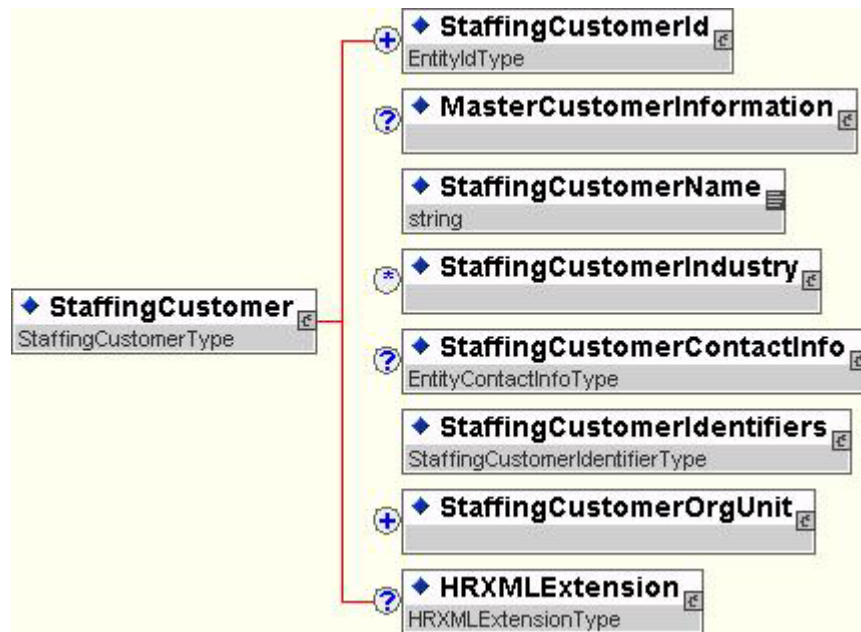 StaffingCustomerId
EntityIdType
MasterCustomerInformation
StaffingCustomerName
string
StaffingCustomerIndustry
StaffingCustomer
StaffingCustomerType
StaffingCustomerContactInfo
EntityContactInfoType
StaffingCustomerIdentifiers
StaffingCustomerIdentifierType
StaffingCustomerOrgUnit
HRXMLExtension
HRXMLExtensionType